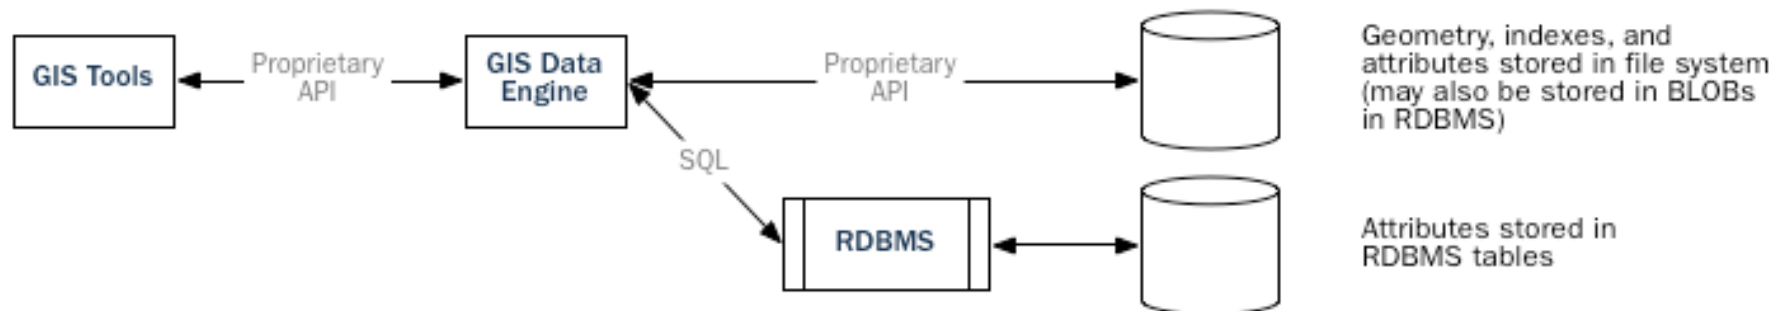 GIS Tools
Proprietary
API
GIS Data
Engine
Proprietary
API
Geometry, indexes, and
attributes stored in file system
(may also be stored in BLOBs
in RDBMS)
SQL
RDBMS
Attributes stored in
RDBMS tables